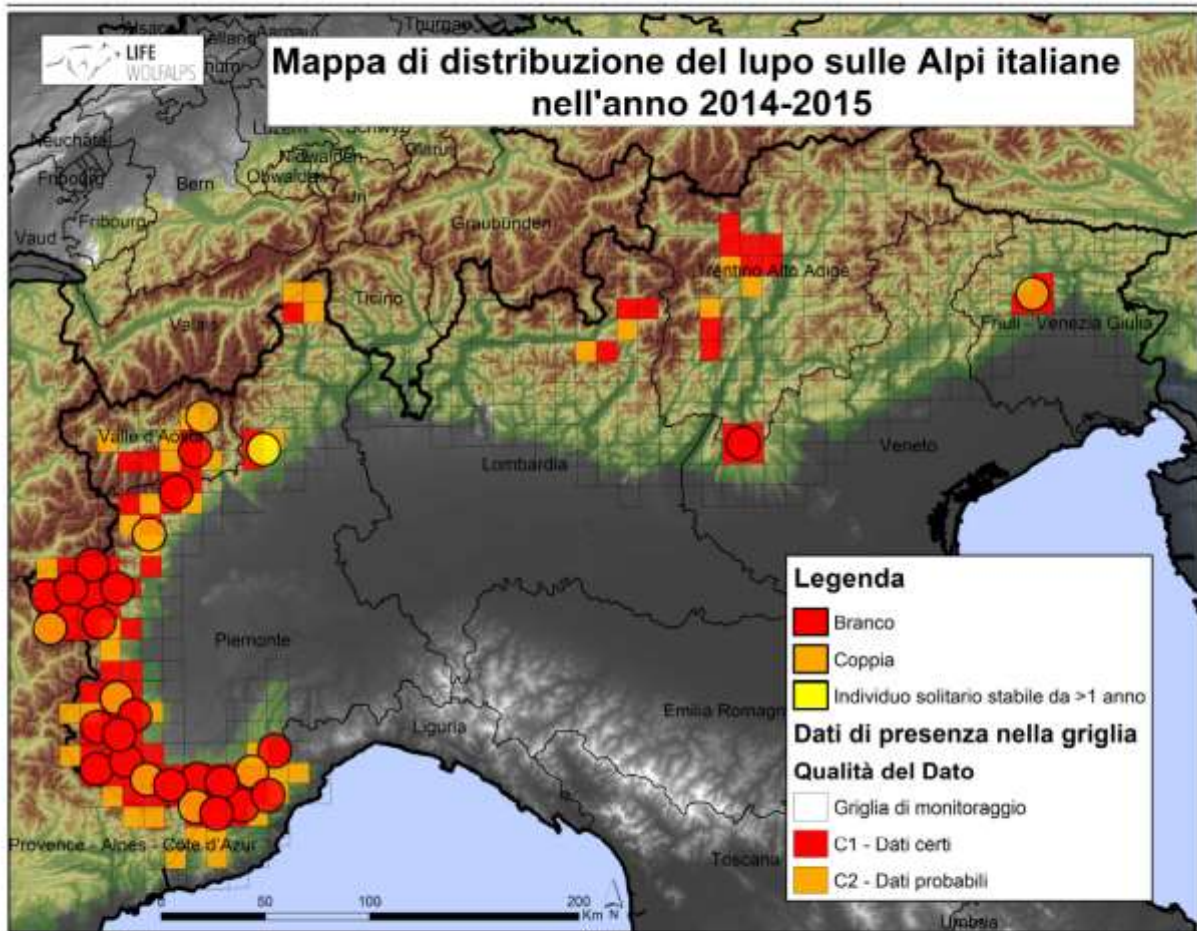 Thurgau
LIFE
WOLFALPS
Mappa di distribuzione del lupo sulle Alpi italiane
nell'anno 2014-2015
Neuchâtel
Nidwalden
Obwalden
Fribourg
Bern
Uri
Fribourg
Graubünden
Vaud
Trentino Alto Adige
Ticino
Valais
Friuli - Venezia Giulia
Valle d'Aosta
Veneto
Lombardia
Legenda
Branco
Piemonte
Coppia
Individuo solitario stabile da >1 anno
Emilia Romagn
Liguria
Dati di presenza nella griglia
Qualità del Dato
Griglia di monitoraggio
Provence - Alpes - Côte d'Azur
C1 - Dati certi
Toscana
C2 - Dati probabili
0 50 100 200
Km
N
Umbria